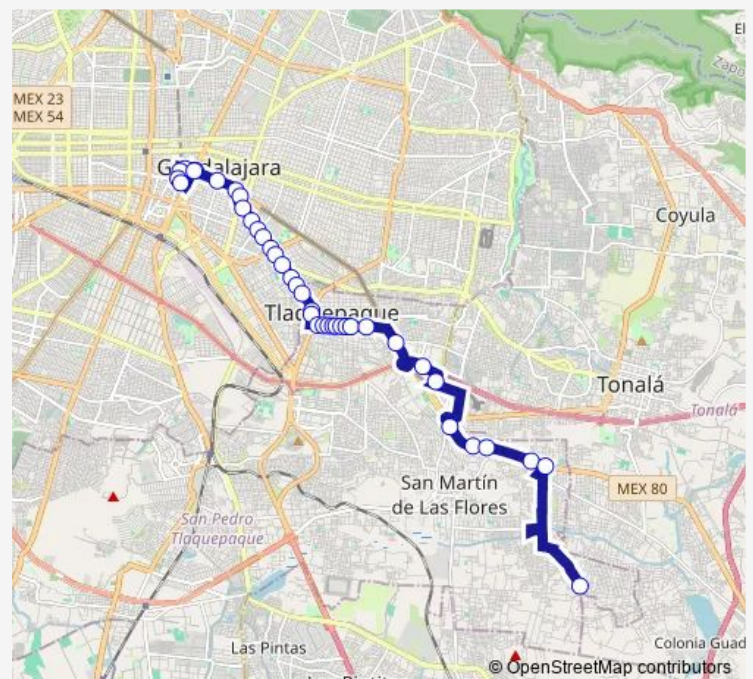 El
MEX 23
MEX 54
Guadalajara
Coyula
Tlaquepaque
Tonalá
Tonalá
San Martín
de Las Flores
MEX 80
San Pedro
Tlaquepaque
Las Pintas
Colonia Guad
© OpenStreetMap contributors